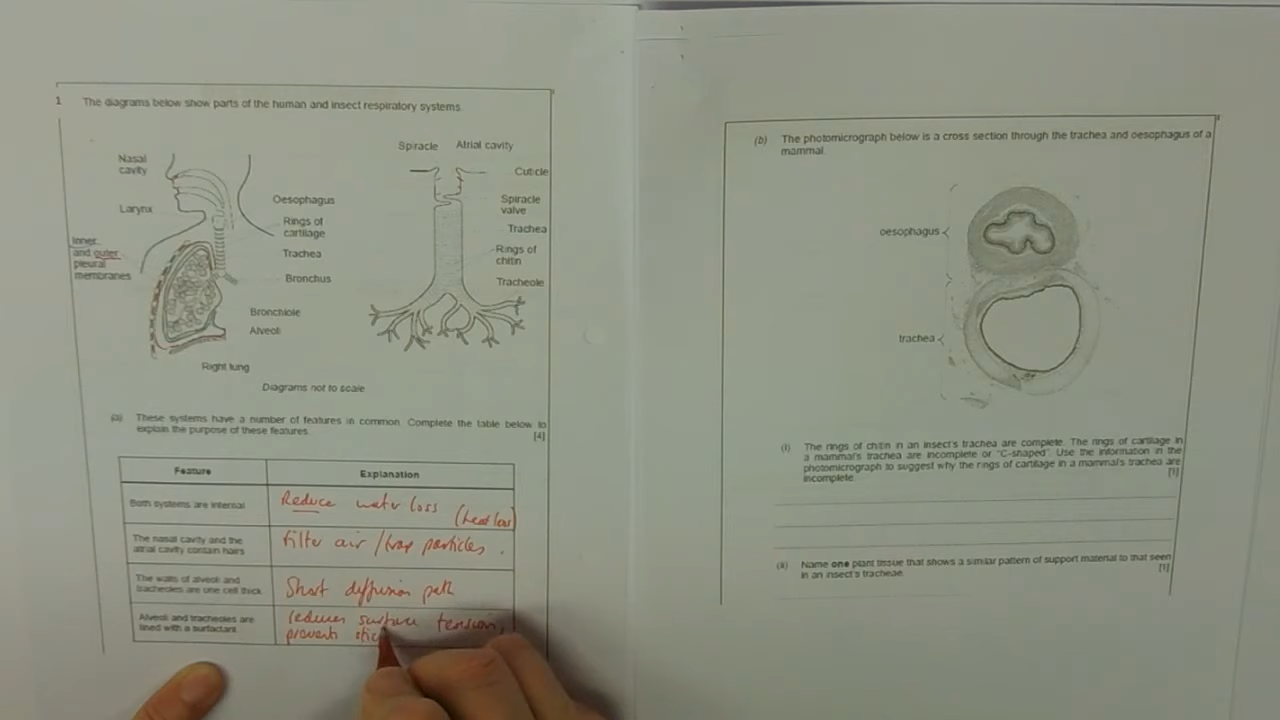 1 The diagrams below show parts of the human and insect respiratory systems.
Nasal
cavity
Larynx
Inner
and outer
pleural
membranes
Oesophagus
Rings of
cartilage
Trachea
Bronchus
Bronchiole
Alveoli
Right lung
Spiracle Atrial cavity
Cuticle
Spiracle
valve
Trachea
Rings of
chitin
Tracheole
Diagrams not to scale
(a) These systems have a number of features in common. Complete the table below to
explain the purpose of these features.
[4]
Feature Explanation
Both systems are internal
Reduce water loss
(heat loss)
The nasal cavity and the
atrial cavity contain hairs
Filter air / trap particles.
The walls of alveoli and
tracheoles are one cell thick
Short diffusion path
Alveoli and tracheoles are
lined with a surfactant
reduces surface tension,
prevents
(b) The photomicrograph below is a cross section through the trachea and oesophagus of a
mammal.
oesophagus
trachea
(i) The rings of chitin in an insect's trachea are complete. The rings of cartilage in
a mammal's trachea are incomplete or "C-shaped". Use the information in the
photomicrograph to suggest why the rings of cartilage in a mammal's trachea are
incomplete.
[1]
(ii) Name one plant tissue that shows a similar pattern of support material to that seen
in an insect's tracheae.
[1]